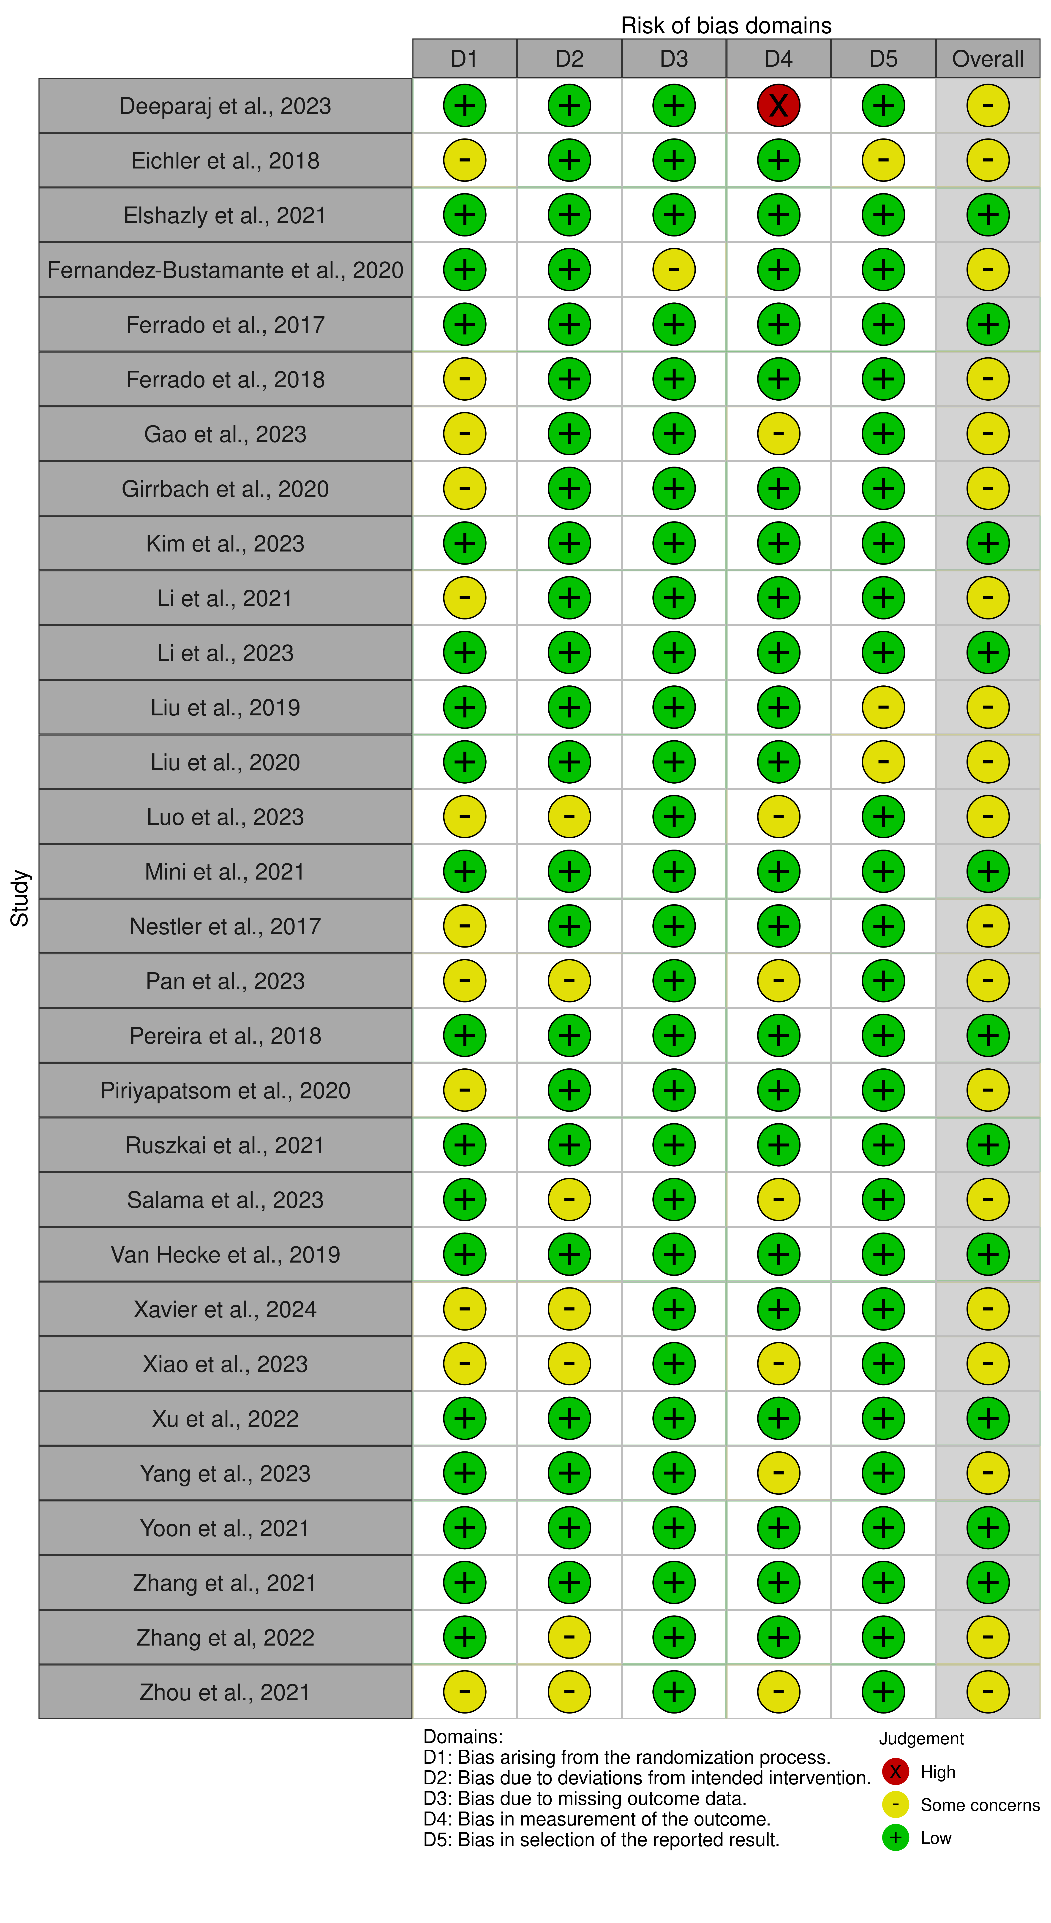 Risk of bias domains
D1 D2 D3 D4 D5 Overall
Deeparaj et al., 2023 + + + X + -
Eichler et al., 2018 - + + + - -
Elshazly et al., 2021 + + + + + +
Fernandez-Bustamante et al., 2020 + + - + + -
Ferrado et al., 2017 + + + + + +
Ferrado et al., 2018 - + + + + -
Gao et al., 2023 - + + - + -
Girrbach et al., 2020 - + + + + -
Kim et al., 2023 + + + + + +
Li et al., 2021 - + + + + -
Li et al., 2023 + + + + + +
Liu et al., 2019 + + + + - -
Liu et al., 2020 + + + + - -
Luo et al., 2023 - - + - + -
Mini et al., 2021 + + + + + +
Nestler et al., 2017 - + + + + -
Pan et al., 2023 - - + - + -
Pereira et al., 2018 + + + + + +
Piriyapatsom et al., 2020 - + + + + -
Ruszkai et al., 2021 + + + + + +
Salama et al., 2023 + - + - + -
Van Hecke et al., 2019 + + + + + +
Xavier et al., 2024 - - + + + -
Xiao et al., 2023 - - + - + -
Xu et al., 2022 + + + + + +
Yang et al., 2023 + + + - + -
Yoon et al., 2021 + + + + + +
Zhang et al., 2021 + + + + + +
Zhang et al, 2022 + - + + + -
Zhou et al., 2021 - - + - + -
Study
Domains:
D1: Bias arising from the randomization process.
D2: Bias due to deviations from intended intervention.
D3: Bias due to missing outcome data.
D4: Bias in measurement of the outcome.
D5: Bias in selection of the reported result.
Judgement
X High
- Some concerns
+ Low